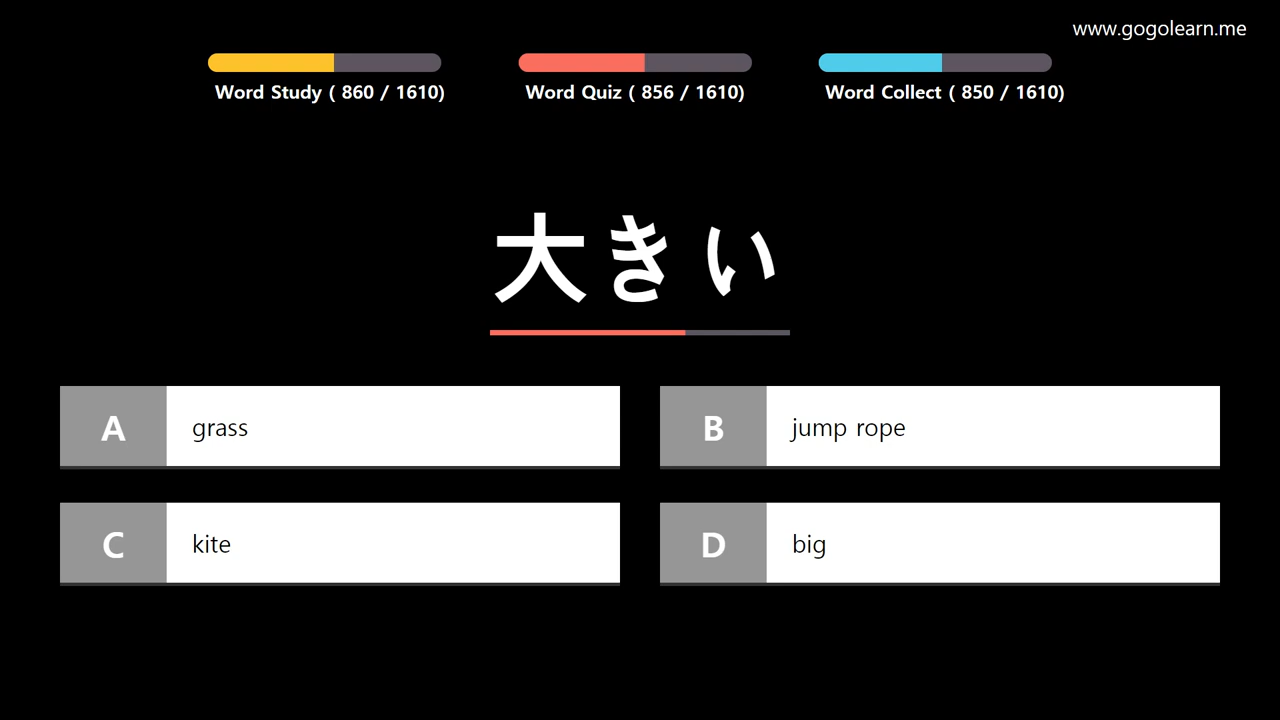 www.gogolearn.me
Word Study ( 860 / 1610)
Word Quiz ( 856 / 1610)
Word Collect ( 850 / 1610)
大きい
A grass
B jump rope
C kite
D big